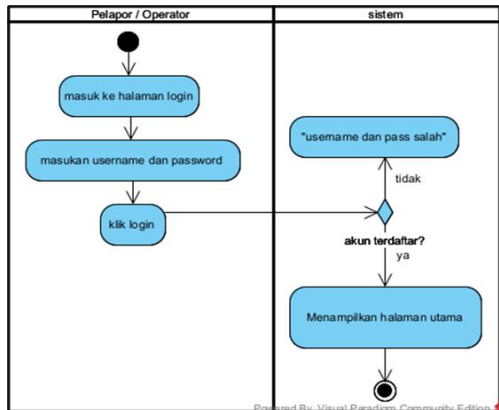 Pelapor / Operator
sistem
masuk ke halaman login
masukan username dan password
klik login
"username dan pass salah"
tidak
akun terdaftar?
ya
Menampilkan halaman utama
Powered By Visual Paradigm Community Edition